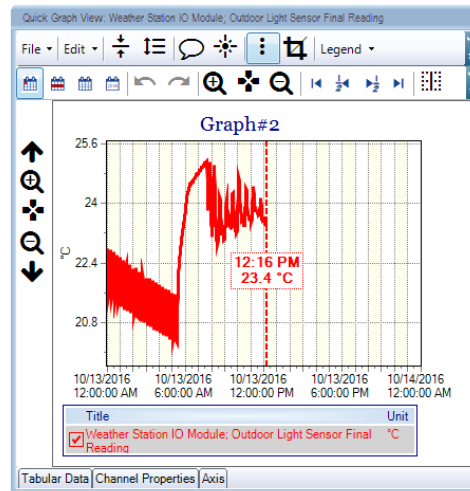 Quick Graph View: Weather Station IO Module; Outdoor Light Sensor Final Reading
File Edit Legend
Graph#2
25.6
24
22.4
20.8
°C
12:16 PM
23.4 °C
10/13/2016 10/13/2016 10/13/2016 10/13/2016 10/14/2016
12:00:00 AM 6:00:00 AM 12:00:00 PM 6:00:00 PM 12:00:00 AM
Title Unit
Weather Station IO Module; Outdoor Light Sensor Final °C
Reading
Tabular Data Channel Properties Axis